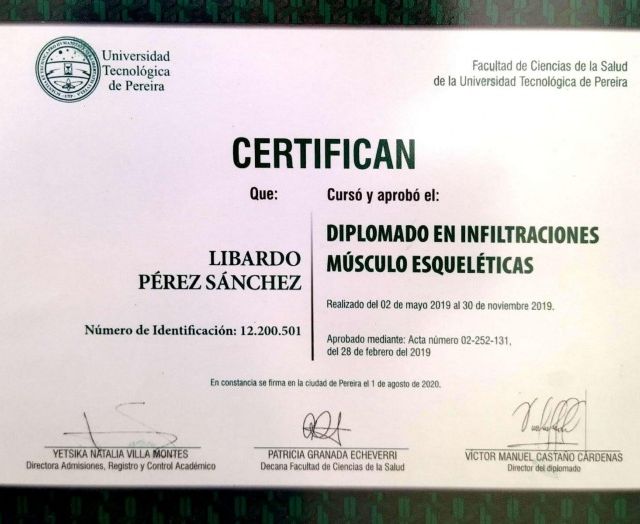 Universidad
Tecnológica
de Pereira
Facultad de Ciencias de la Salud
de la Universidad Tecnológica de Pereira
CERTIFICAN
Que:
Cursó y aprobó el:
LIBARDO
PÉREZ SÁNCHEZ
Número de Identificación: 12.200.501
DIPLOMADO EN INFILTRACIONES
MÚSCULO ESQUELÉTICAS
Realizado del 02 de mayo 2019 al 30 de noviembre 2019.
Aprobado mediante: Acta número 02-252-131,
del 28 de febrero del 2019
En constancia se firma en la ciudad de Pereira el 1 de agosto de 2020.
YETSIKA NATALIA VILLA MONTES
Directora Admisiones, Registro y Control Académico
PATRICIA GRANADA ECHEVERRI
Decana Facultad de Ciencias de la Salud
VÍCTOR MANUEL CASTAÑO CÁRDENAS
Director del diplomado